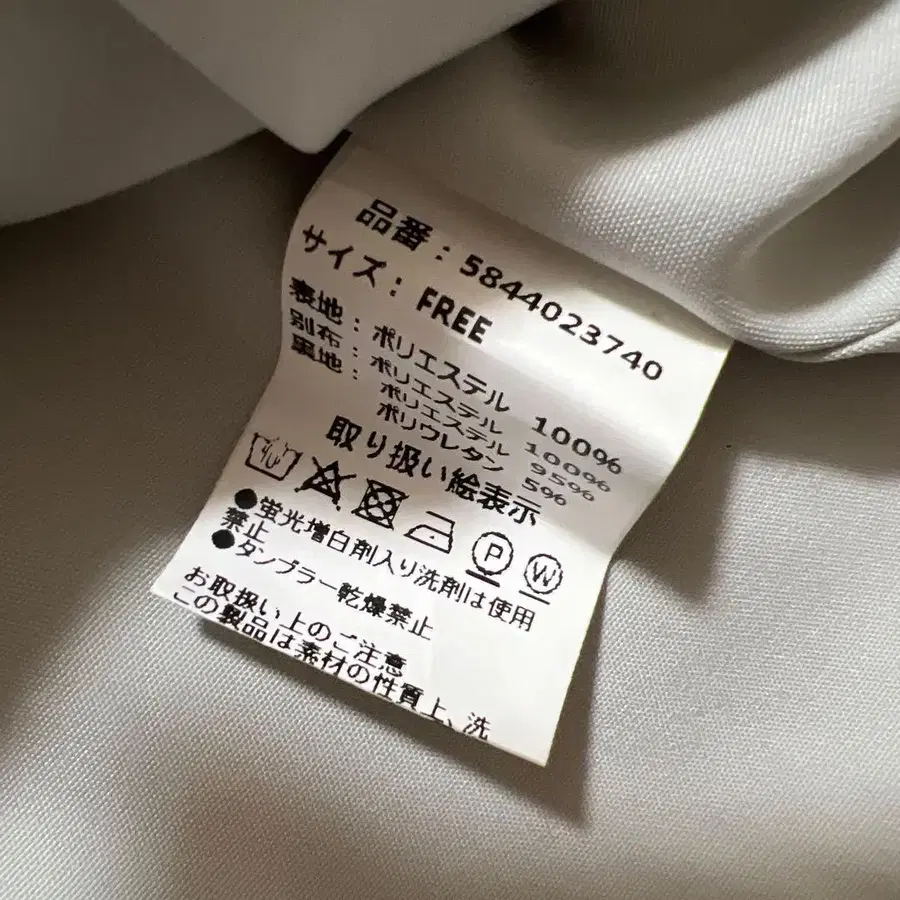 品番：5844023740
サイズ：FREE
表地：ポリエステル 100%
別布：ポリエステル 100%
裏地：ポリエステル 95%
ポリウレタン 5%
取り扱い絵表示
P W
●蛍光増白剤入り洗剤は使用
禁止
●タンブラー乾燥禁止
お取扱い上のご注意
この製品は素材の性質上、洗